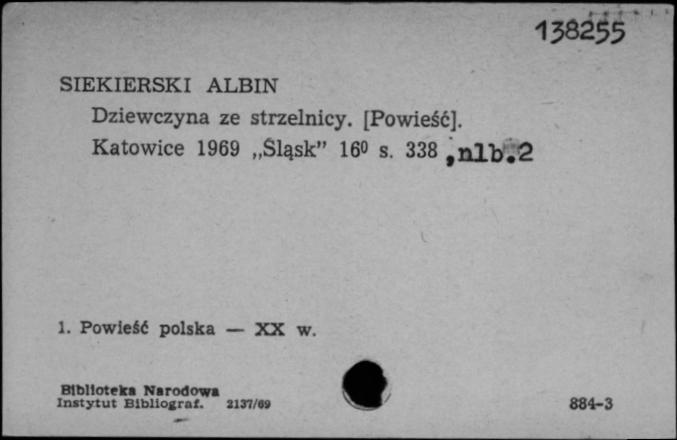 138255
SIEKIERSKI ALBIN
Dziewczyna ze strzelnicy. [Powieść].
Katowice 1969 „Śląsk” 16⁰ s. 338 ,nlb.2
1. Powieść polska — XX w.
Biblioteka Narodowa
Instytut Bibliograf. 2137/69
884-3